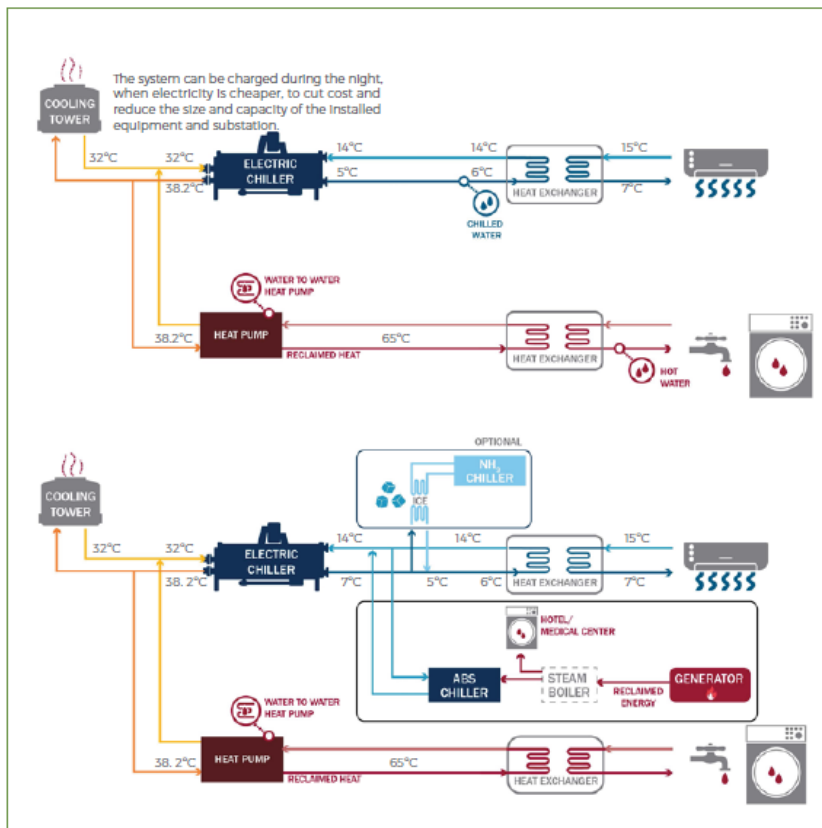 The system can be charged during the night,
when electricity is cheaper, to cut cost and
reduce the size and capacity of the installed
equipment and substation.
COOLING
TOWER
32°C
32°C
38.2°C
ELECTRIC
CHILLER
14°C
14°C
15°C
5°C
6°C
7°C
HEAT EXCHANGER
CHILLED
WATER
WATER TO WATER
HEAT PUMP
38.2°C
HEAT PUMP
RECLAIMED HEAT
65°C
HEAT EXCHANGER
HOT
WATER
OPTIONAL
NH3
CHILLER
ICE
COOLING
TOWER
32°C
32°C
38. 2°C
ELECTRIC
CHILLER
14°C
14°C
15°C
7°C
5°C
6°C
7°C
HEAT EXCHANGER
HOTEL/
MEDICAL CENTER
ABS
CHILLER
STEAM
BOILER
RECLAIMED
ENERGY
GENERATOR
WATER TO WATER
HEAT PUMP
38. 2°C
HEAT PUMP
RECLAIMED HEAT
65°C
HEAT EXCHANGER